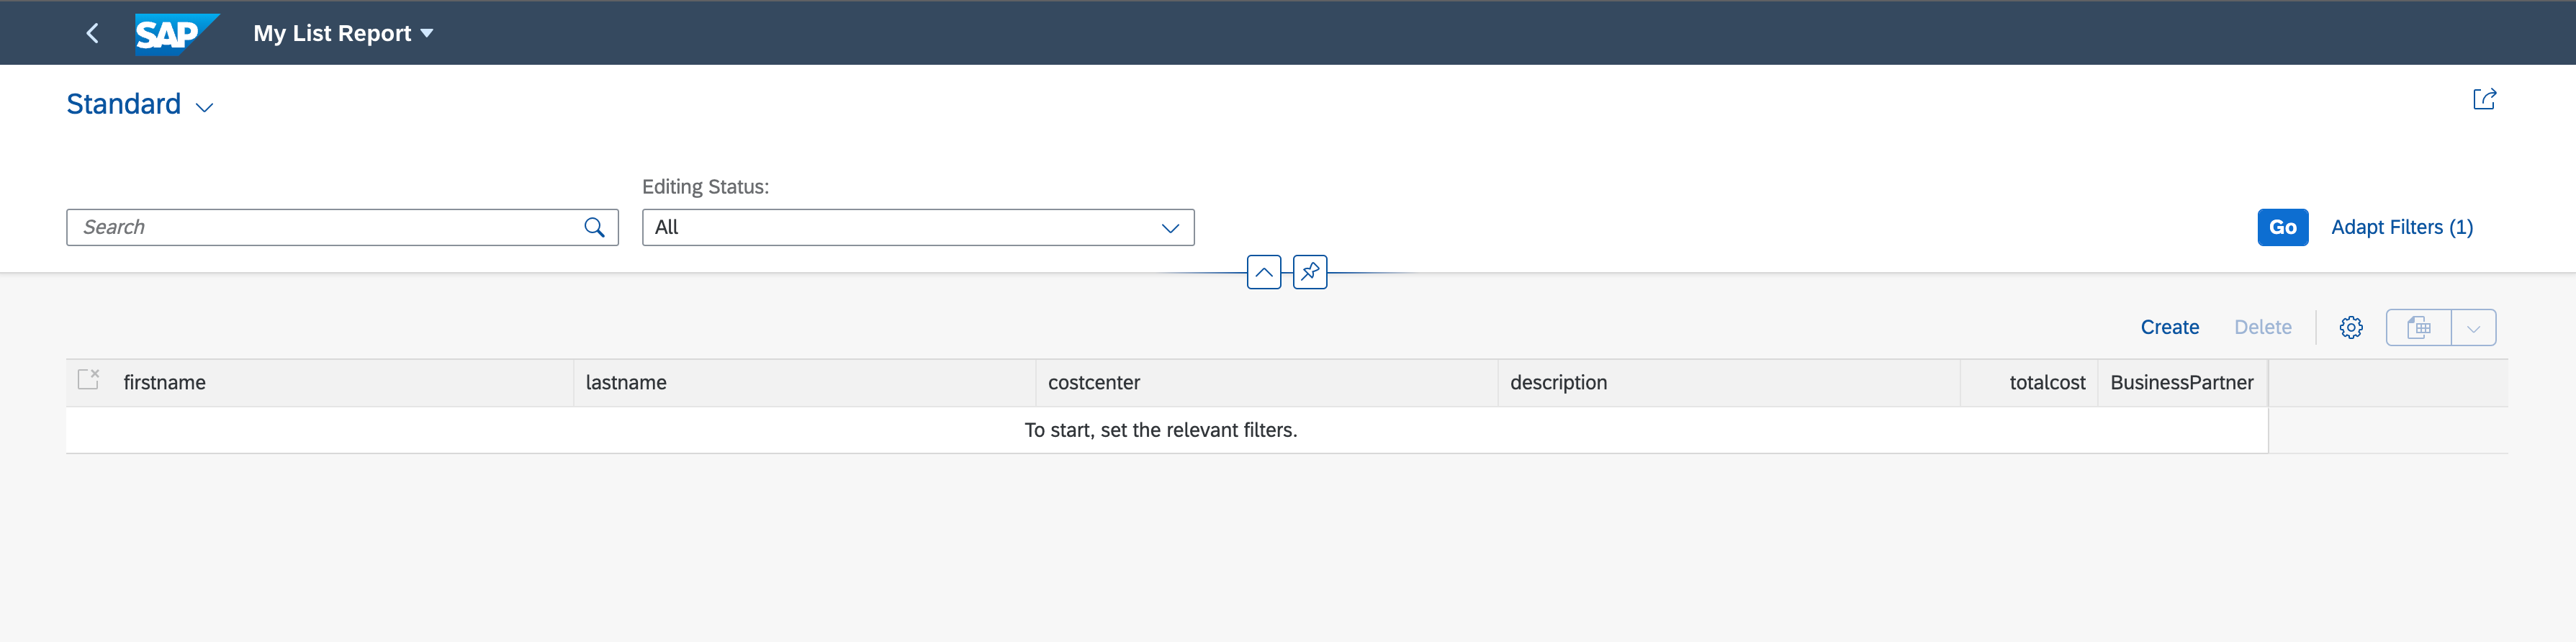 SAP My List Report
Standard
Editing Status:
Search All Go Adapt Filters (1)
Create Delete
firstname lastname costcenter description totalcost BusinessPartner
To start, set the relevant filters.